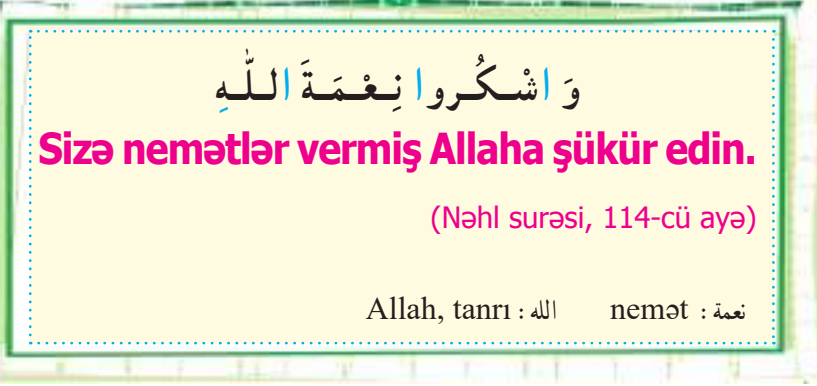 وَ اشْكُروا نِعْمَةَ اللّٰهِ
Sizə nemətlər vermiş Allaha şükür edin.
(Nəhl surəsi, 114-cü ayə)
نعمة : nemət الله : Allah, tanrı